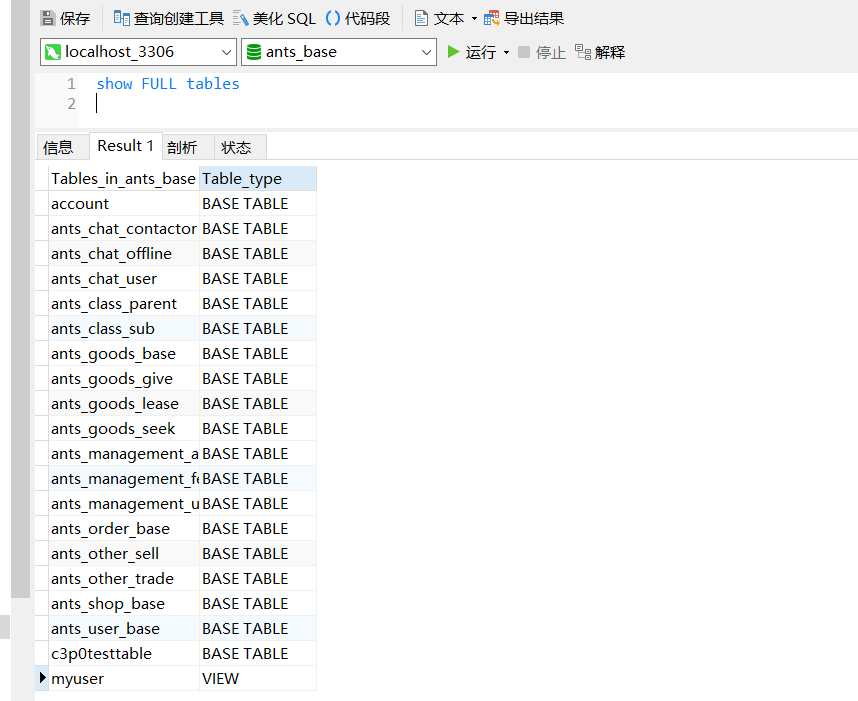 保存 查询创建工具 美化 SQL () 代码段 文本 导出结果
localhost_3306 ants_base 运行 停止 解释
1 show FULL tables
2
信息 Result 1 剖析 状态
Tables_in_ants_base Table_type
account BASE TABLE
ants_chat_contactor BASE TABLE
ants_chat_offline BASE TABLE
ants_chat_user BASE TABLE
ants_class_parent BASE TABLE
ants_class_sub BASE TABLE
ants_goods_base BASE TABLE
ants_goods_give BASE TABLE
ants_goods_lease BASE TABLE
ants_goods_seek BASE TABLE
ants_management_a BASE TABLE
ants_management_fe BASE TABLE
ants_management_u BASE TABLE
ants_order_base BASE TABLE
ants_other_sell BASE TABLE
ants_other_trade BASE TABLE
ants_shop_base BASE TABLE
ants_user_base BASE TABLE
c3p0testtable BASE TABLE
myuser VIEW